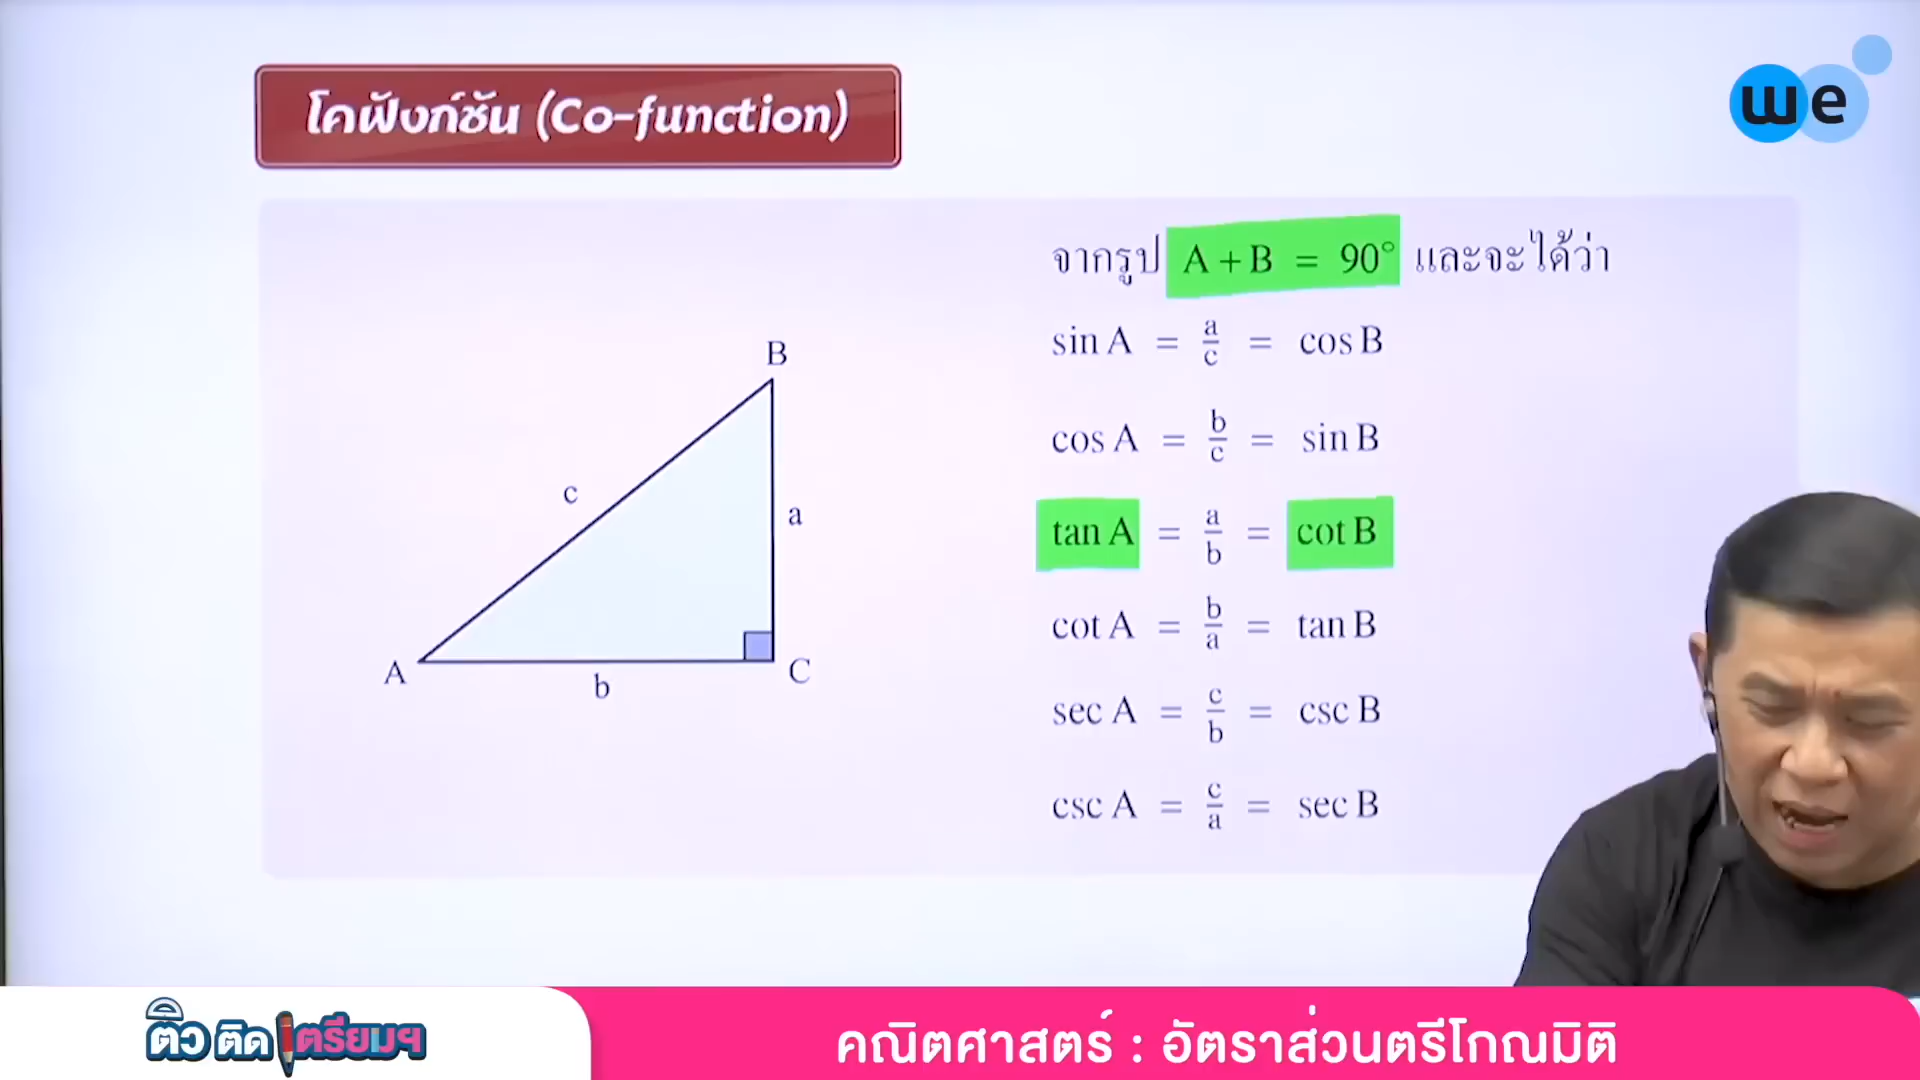 โคฟังก์ชัน (Co-function)
we
จากรูป A + B = 90° และจะได้ว่า
sin A = a/c = cos B
cos A = b/c = sin B
tan A = a/b = cot B
cot A = b/a = tan B
sec A = c/b = csc B
csc A = c/a = sec B
B
c
a
A
b
C
ติว ติด เตรียมฯ
คณิตศาสตร์ : อัตราส่วนตรีโกณมิติ